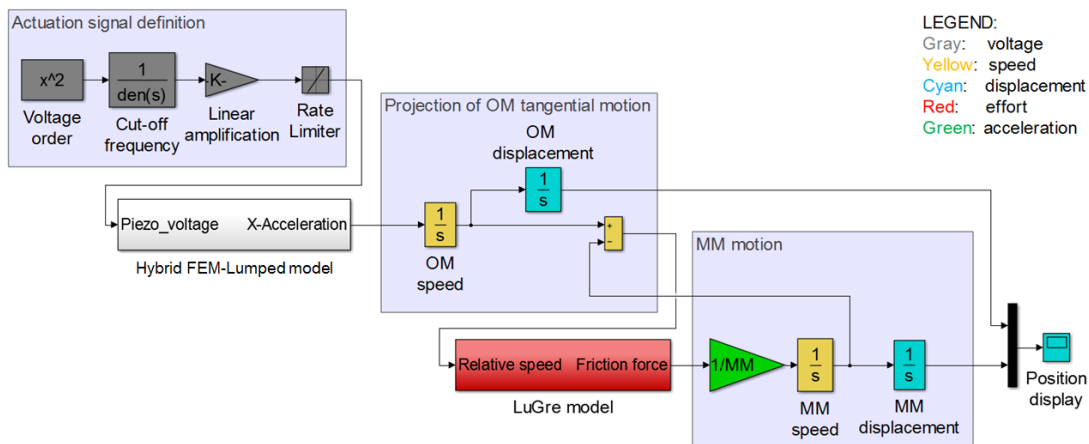 Actuation signal definition
x^2
Voltage
order
1
den(s)
Cut-off
frequency
-K-
Linear
amplification
Rate
Limiter
LEGEND:
Gray: voltage
Yellow: speed
Cyan: displacement
Red: effort
Green: acceleration
Projection of OM tangential motion
OM
displacement
1
s
Piezo_voltage X-Acceleration
Hybrid FEM-Lumped model
1
s
OM
speed
+
−
MM motion
Relative speed Friction force
LuGre model
1/MM
1
s
MM
speed
1
s
MM
displacement
Position
display